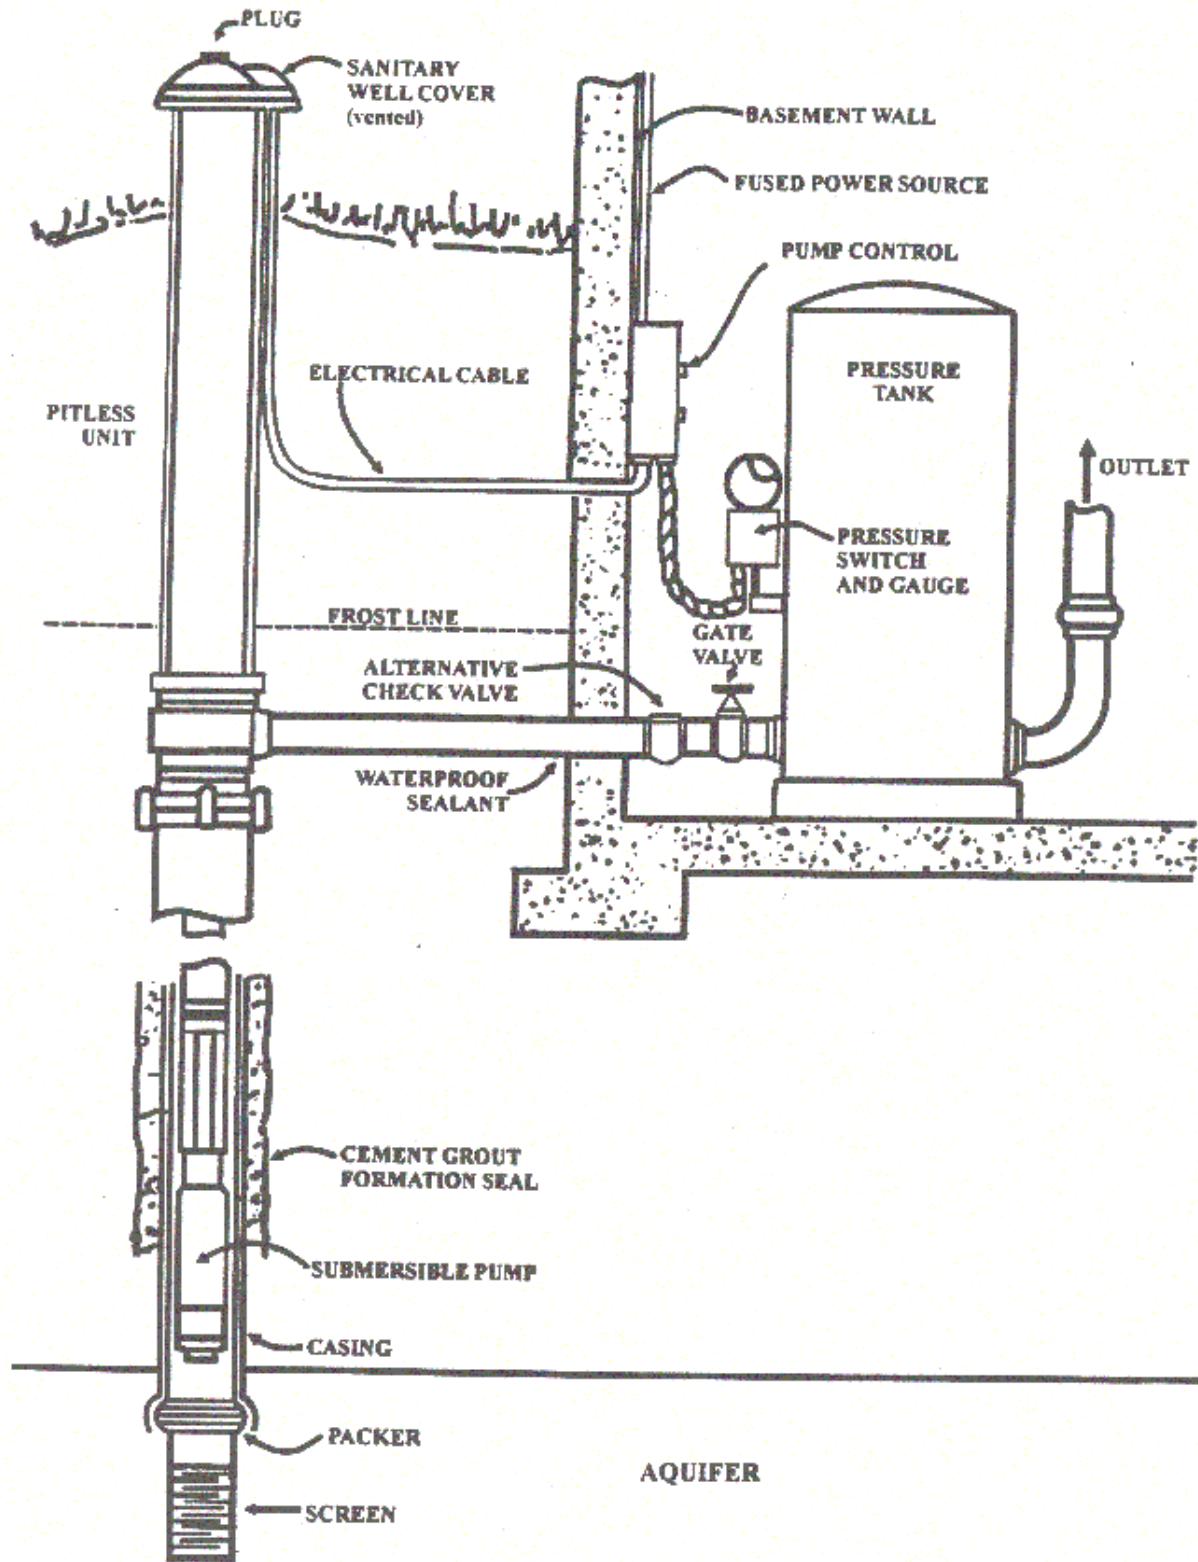 PLUG
SANITARY
WELL COVER
(vented)
BASEMENT WALL
FUSED POWER SOURCE
PUMP CONTROL
ELECTRICAL CABLE
PRESSURE
TANK
PITLESS
UNIT
OUTLET
PRESSURE
SWITCH
AND GAUGE
FROST LINE
GATE
VALVE
ALTERNATIVE
CHECK VALVE
WATERPROOF
SEALANT
CEMENT GROUT
FORMATION SEAL
SUBMERSIBLE PUMP
CASING
PACKER
AQUIFER
SCREEN